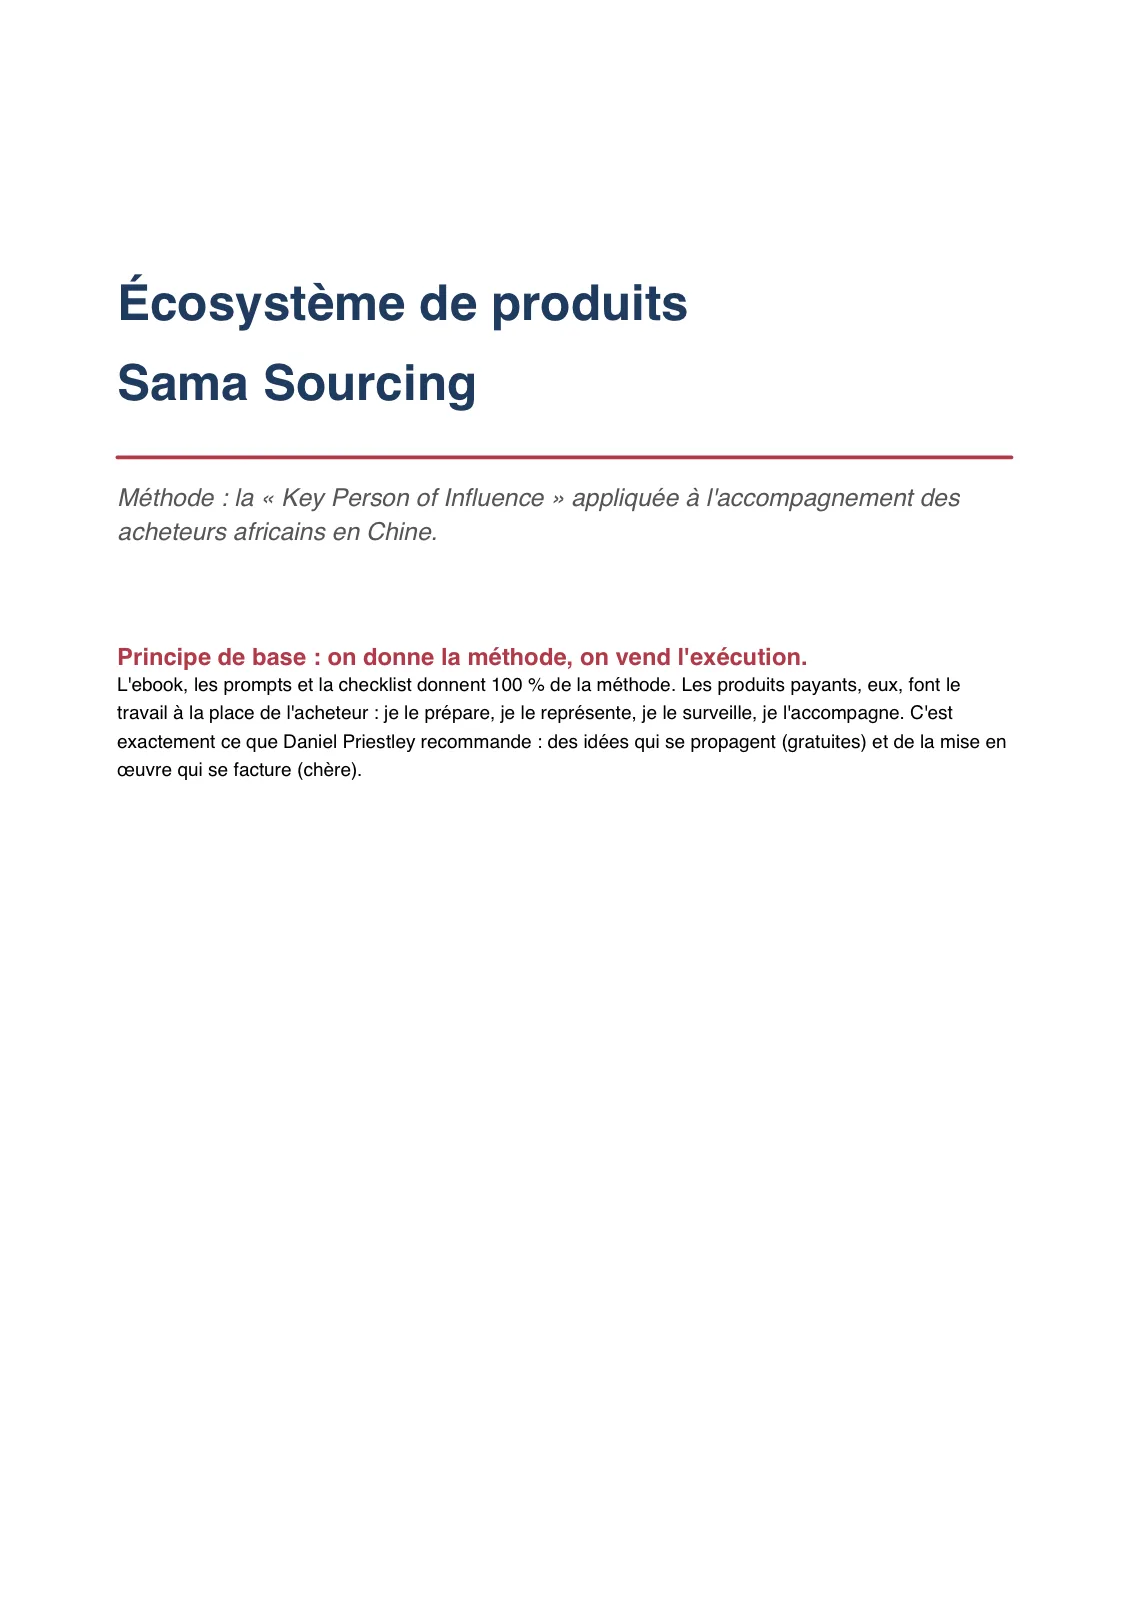 Écosystème de produits
Sama Sourcing
Méthode : la « Key Person of Influence » appliquée à l'accompagnement des
acheteurs africains en Chine.
Principe de base : on donne la méthode, on vend l'exécution.
L'ebook, les prompts et la checklist donnent 100 % de la méthode. Les produits payants, eux, font le
travail à la place de l'acheteur : je le prépare, je le représente, je le surveille, je l'accompagne. C'est
exactement ce que Daniel Priestley recommande : des idées qui se propagent (gratuites) et de la mise en
œuvre qui se facture (chère).